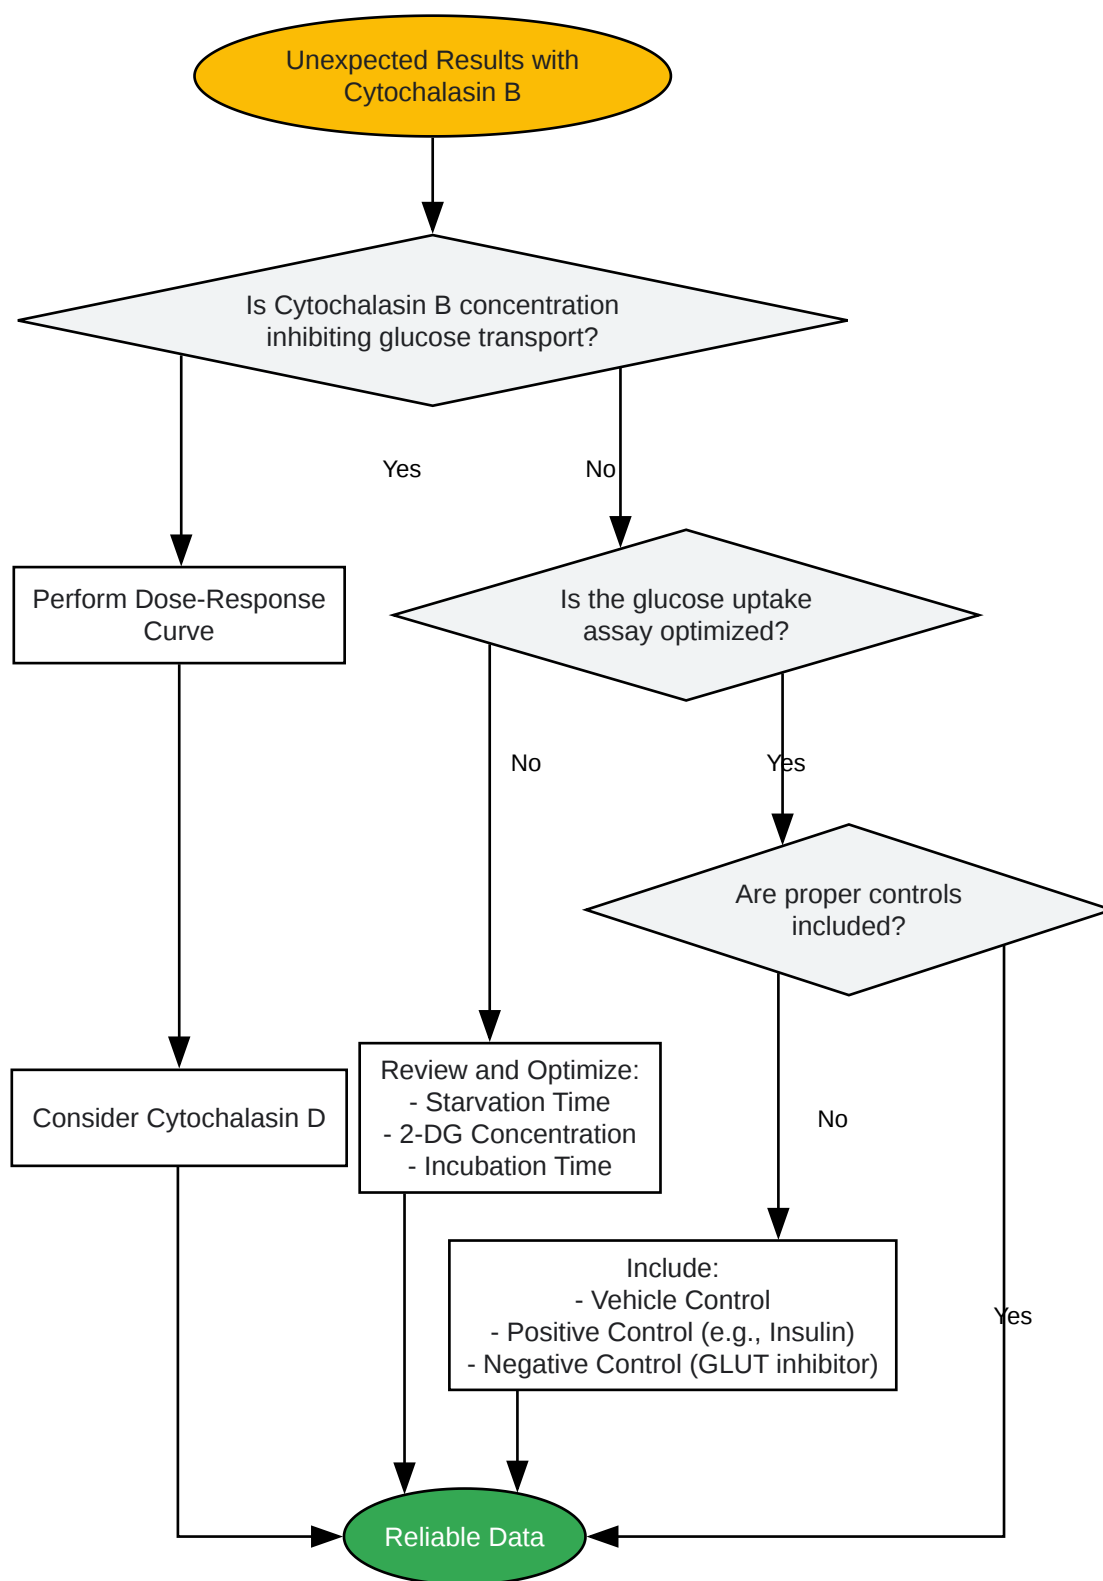 Unexpected Results with
Cytochalasin B
Is Cytochalasin B concentration
inhibiting glucose transport?
Yes
No
Perform Dose-Response
Curve
Is the glucose uptake
assay optimized?
No
Yes
Are proper controls
included?
Consider Cytochalasin D
Review and Optimize:
- Starvation Time
- 2-DG Concentration
- Incubation Time
No
Include:
- Vehicle Control
- Positive Control (e.g., Insulin)
- Negative Control (GLUT inhibitor)
Yes
Reliable Data